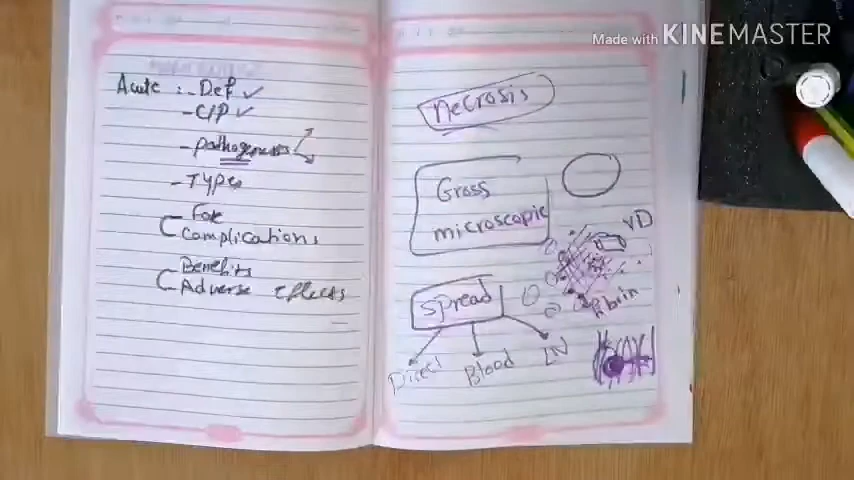 Made with KINEMASTER
Acute : - Def ✓
- C/P ✓
- pathogenesis
- Types
Fate
Complications
Benefits
Adverse effects
Necrosis
Gross
microscopic
VD
fibrin
Spread
Direct
Blood
LN